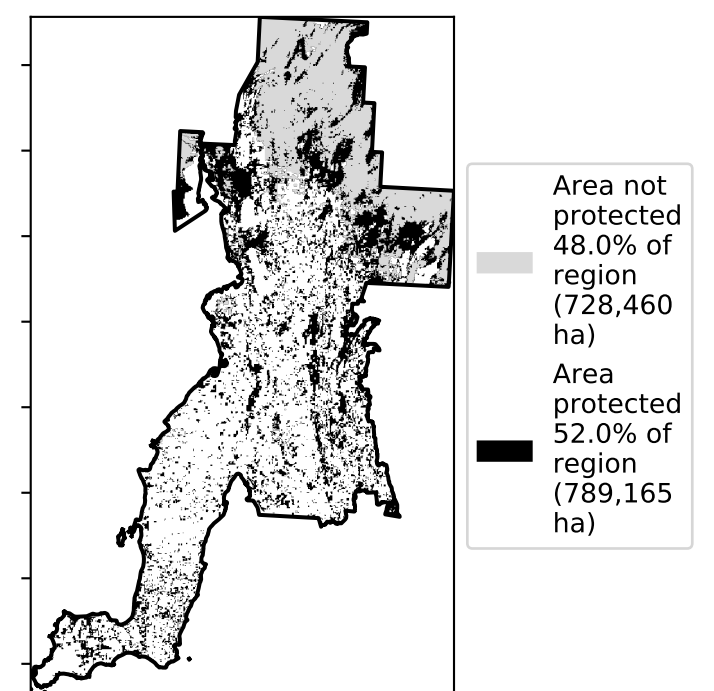 Area not
protected
48.0% of
region
(728,460
ha)
Area
protected
52.0% of
region
(789,165
ha)